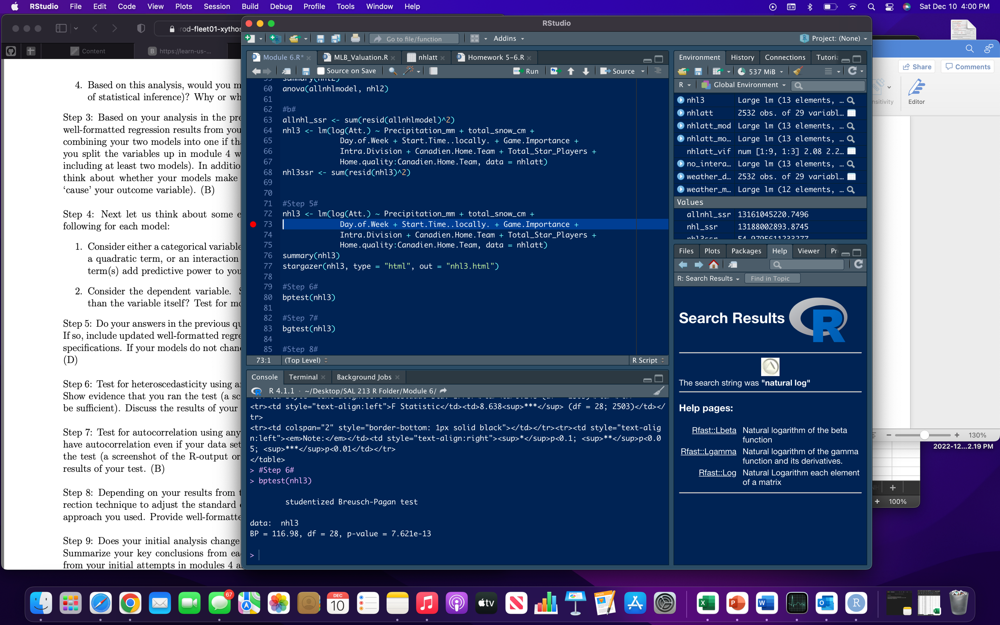 RStudio File Edit Code View Plots Session Build Debug Profile Tools Window Help Sat Dec 10 4:00 PM
rod-fleet01-xythos
Content
https://learn-us-...
4. Based on this analysis, would you m
of statistical inference)? Why or wh
Step 3: Based on your analysis in the pre
well-formatted regression results from you
combining your two models into one if tha
you split the variables up in module 4 w
including at least two models). In additio
think about whether your models make
‘cause’ your outcome variable). (B)
Step 4: Next let us think about some e
following for each model:
1. Consider either a categorical variable
a quadratic term, or an interaction
term(s) add predictive power to you
2. Consider the dependent variable. S
than the variable itself? Test for mo
Step 5: Do your answers in the previous qu
If so, include updated well-formatted regre
specifications. If your models do not chan
(D)
Step 6: Test for heteroscedasticity using a
Show evidence that you ran the test (a sc
be sufficient). Discuss the results of your
Step 7: Test for autocorrelation using any
have autocorrelation even if your data set
the test (a screenshot of the R-output or
results of your test. (B)
Step 8: Depending on your results from t
rection technique to adjust the standard e
approach you used. Provide well-formatte
Step 9: Does your initial analysis change
Summarize your key conclusions from ea
from your initial attempts in modules 4 a
RStudio
Go to file/function Addins Project: (None)
Module 6.R* MLB_Valuation.R nhlatt Homework 5-6.R
Source on Save Run Source
59 summary(nhl2)
60 anova(allnhlmodel, nhl2)
61
62 #b#
63 allnhl_ssr <- sum(resid(allnhlmodel)^2)
64 nhl3 <- lm(log(Att.) ~ Precipitation_mm + total_snow_cm +
65 Day.of.Week + Start.Time..locally. + Game.Importance +
66 Intra.Division + Canadien.Home.Team + Total_Star_Players +
67 Home.quality:Canadien.Home.Team, data = nhlatt)
68 nhl3ssr <- sum(resid(nhl3)^2)
69
70
71 #Step 5#
72 nhl3 <- lm(log(Att.) ~ Precipitation_mm + total_snow_cm +
73 Day.of.Week + Start.Time..locally. + Game.Importance +
74 Intra.Division + Canadien.Home.Team + Total_Star_Players +
75 Home.quality:Canadien.Home.Team, data = nhlatt)
76 summary(nhl3)
77 stargazer(nhl3, type = "html", out = "nhl3.html")
78
79 #Step 6#
80 bptest(nhl3)
81
82 #Step 7#
83 bgtest(nhl3)
84
85 #Step 8#
73:1 (Top Level) R Script
Console Terminal Background Jobs
R 4.1.1 · ~/Desktop/SAL 213 R Folder/Module 6/
<tr><td style="text-align:left">F Statistic</td><td>8.638<sup>***</sup> (df = 28; 2503)</td></
tr>
<tr><td colspan="2" style="border-bottom: 1px solid black"></td></tr><tr><td style="text-alig
n:left"><em>Note:</em></td><td style="text-align:right"><sup>*</sup>p<0.1; <sup>**</sup>p<0.0
5; <sup>***</sup>p<0.01</td></tr>
</table>
> #Step 6#
> bptest(nhl3)
studentized Breusch-Pagan test
data: nhl3
BP = 116.98, df = 28, p-value = 7.621e-13
>
Environment History Connections Tutoria
537 MiB
R Global Environment
nhl3 Large lm (13 elements, …
nhlatt 2532 obs. of 29 variabl…
nhlatt_mod Large lm (13 elements, …
nhlatt_mo… Large lm (13 elements, …
nhlatt_vif num [1:9, 1:3] 2.08 2.2…
no_intera… Large lm (13 elements, …
weather_d… 2532 obs. of 29 variabl…
weather_m… Large lm (12 elements, …
Values
allnhl_ssr 13161045220.7496
nhl_ssr 13188002893.8745
nhl3ssr 54.9795611233277
Files Plots Packages Help Viewer Pr
R: Search Results Find in Topic
Search Results R
The search string was "natural log"
Help pages:
Rfast::Lbeta Natural logarithm of the beta
function
Rfast::Lgamma Natural logarithm of the gamma
function and its derivatives.
Rfast::Log Natural Logarithm each element
of a matrix
Share Comments
nsitivity Editor
130%
2022-12...2.19 PM
100%
67
DEC
10
tv
X
P
W
O
R